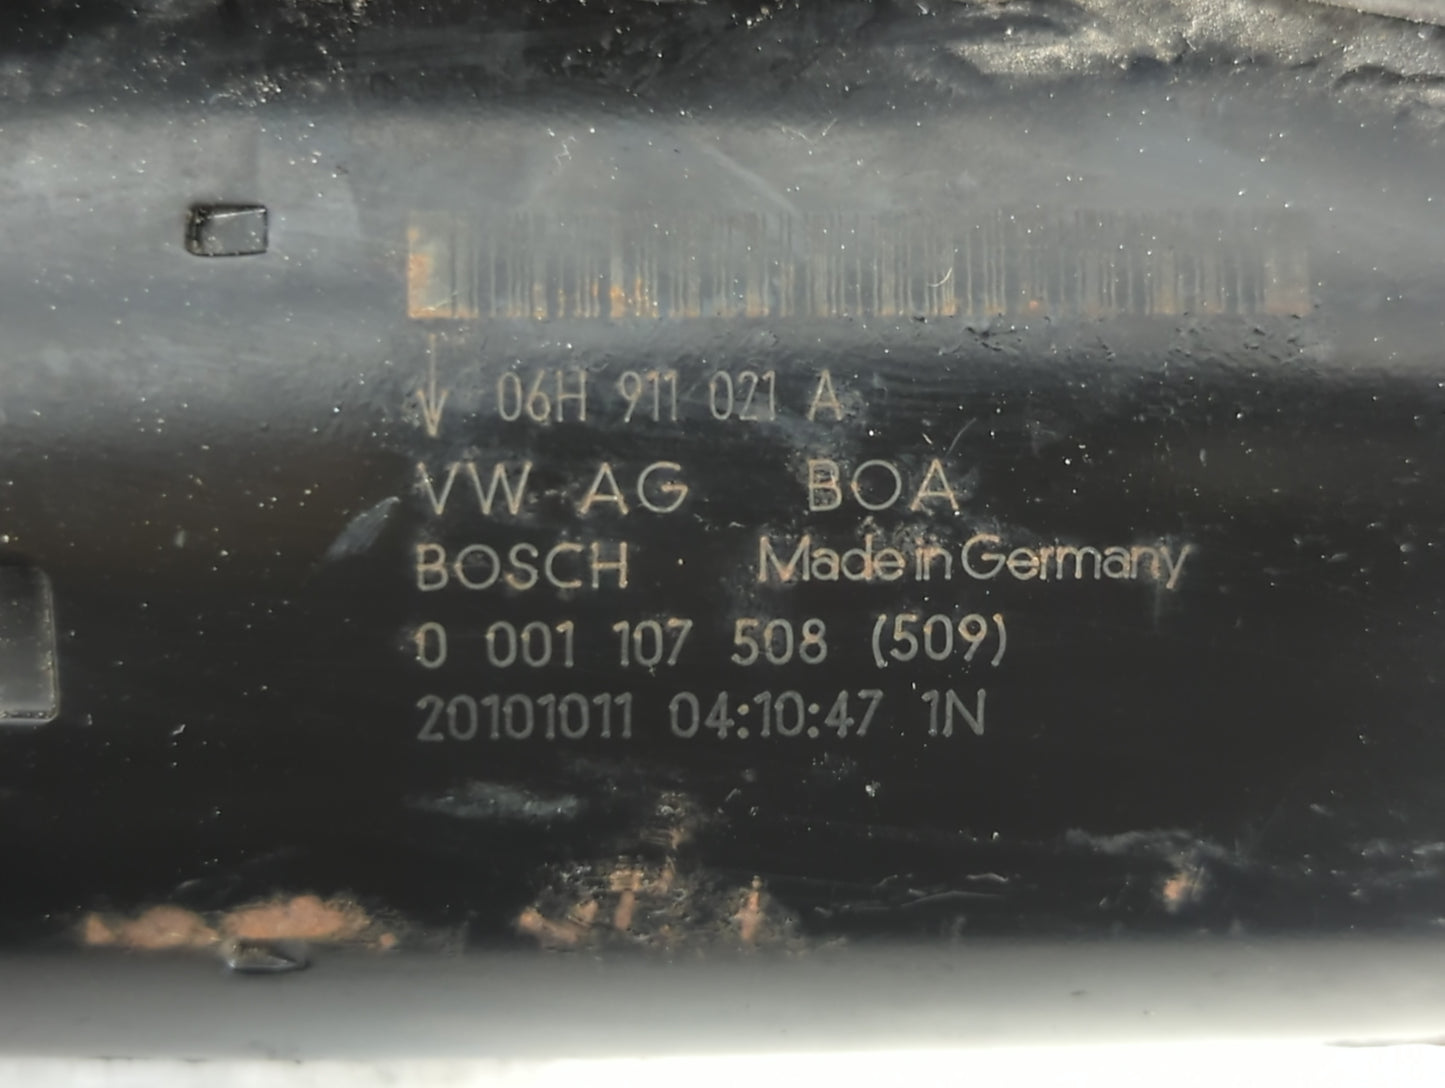 06H 911 021 A
VW AG BOA
BOSCH Made in Germany
0 001 107 508 (509)
20101011 04:10:47 1N